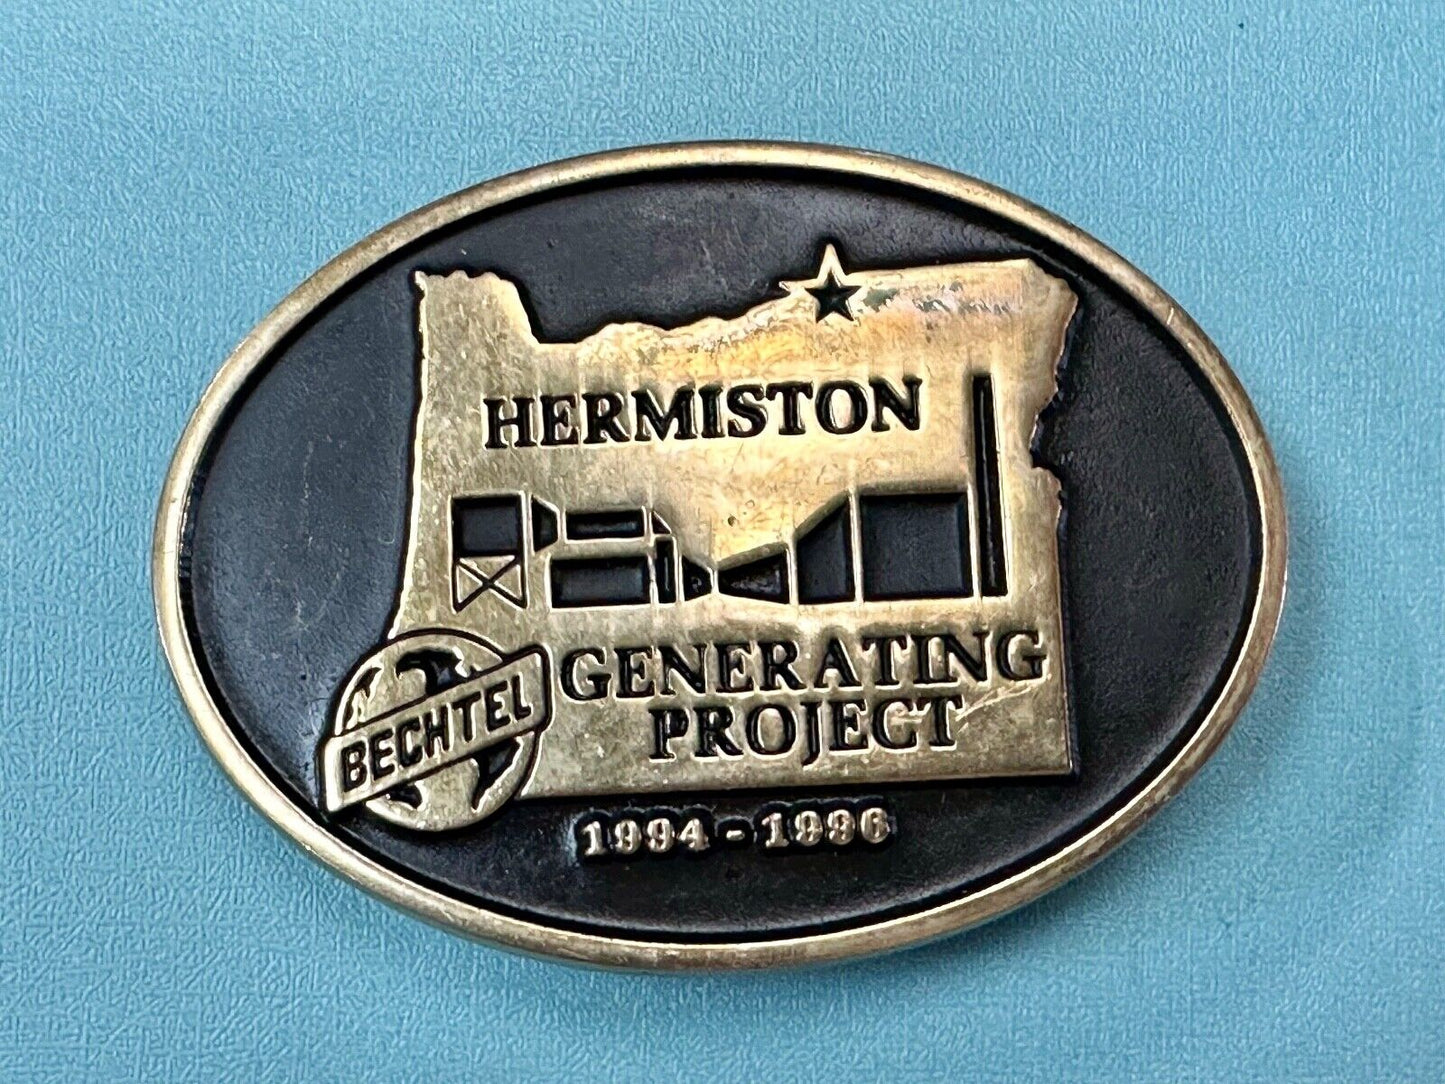 HERMISTON
GENERATING
PROJECT
BECHTEL
1994 - 1996